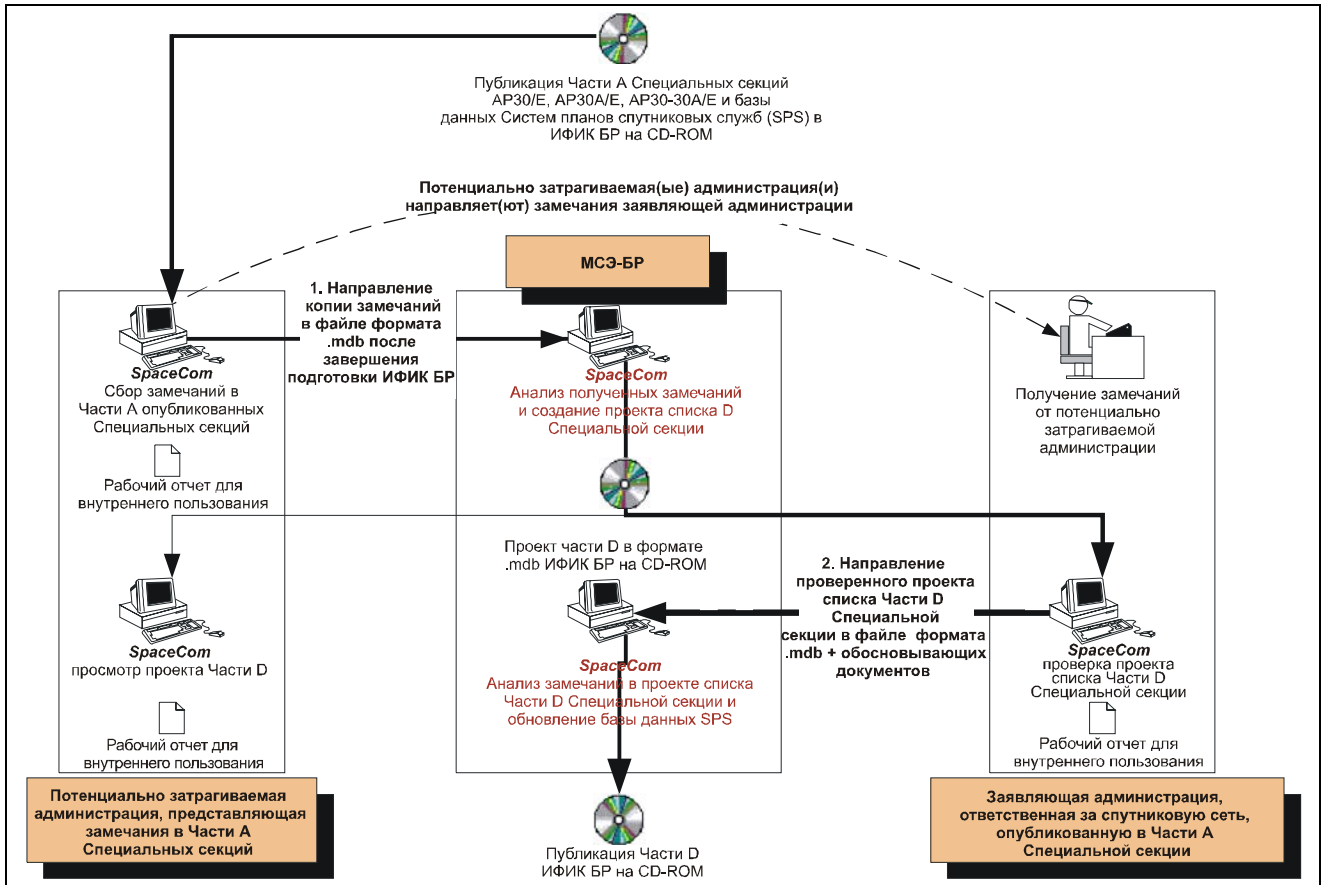 Публикация Части А Специальных секций
AP30/E, AP30A/E, AP30-30A/E и базы
данных Систем планов спутниковых служб (SPS) в
ИФИК БР на CD-ROM
Потенциально затрагиваемая(ые) администрация(и)
направляет(ют) замечания заявляющей администрации
МСЭ-БР
1. Направление
копии замечаний
в файле формата
.mdb после
завершения
подготовки ИФИК БР
SpaceCom
Сбор замечаний в
Части А опубликованных
Специальных секций
Рабочий отчет для
внутреннего пользования
SpaceCom
Анализ полученных замечаний
и создание проекта списка D
Специальной секции
Получение замечаний
от потенциально
затрагиваемой
администрации
Проект части D в формате
.mdb ИФИК БР на CD-ROM
2. Направление
проверенного проекта
списка Части D
Специальной
секции в файле формата
.mdb + обосновывающих
документов
SpaceCom
просмотр проекта Части D
Рабочий отчет для
внутреннего пользования
SpaceCom
Анализ замечаний в проекте списка
Части D Специальной секции и
обновление базы данных SPS
SpaceCom
проверка проекта
списка Части D
Специальной секции
Рабочий отчет для
внутреннего пользования
Потенциально затрагиваемая
администрация, представляющая
замечания в Части А
Специальных секций
Публикация Части D
ИФИК БР на CD-ROM
Заявляющая администрация,
ответственная за спутниковую сеть,
опубликованную в Части А
Специальной секции